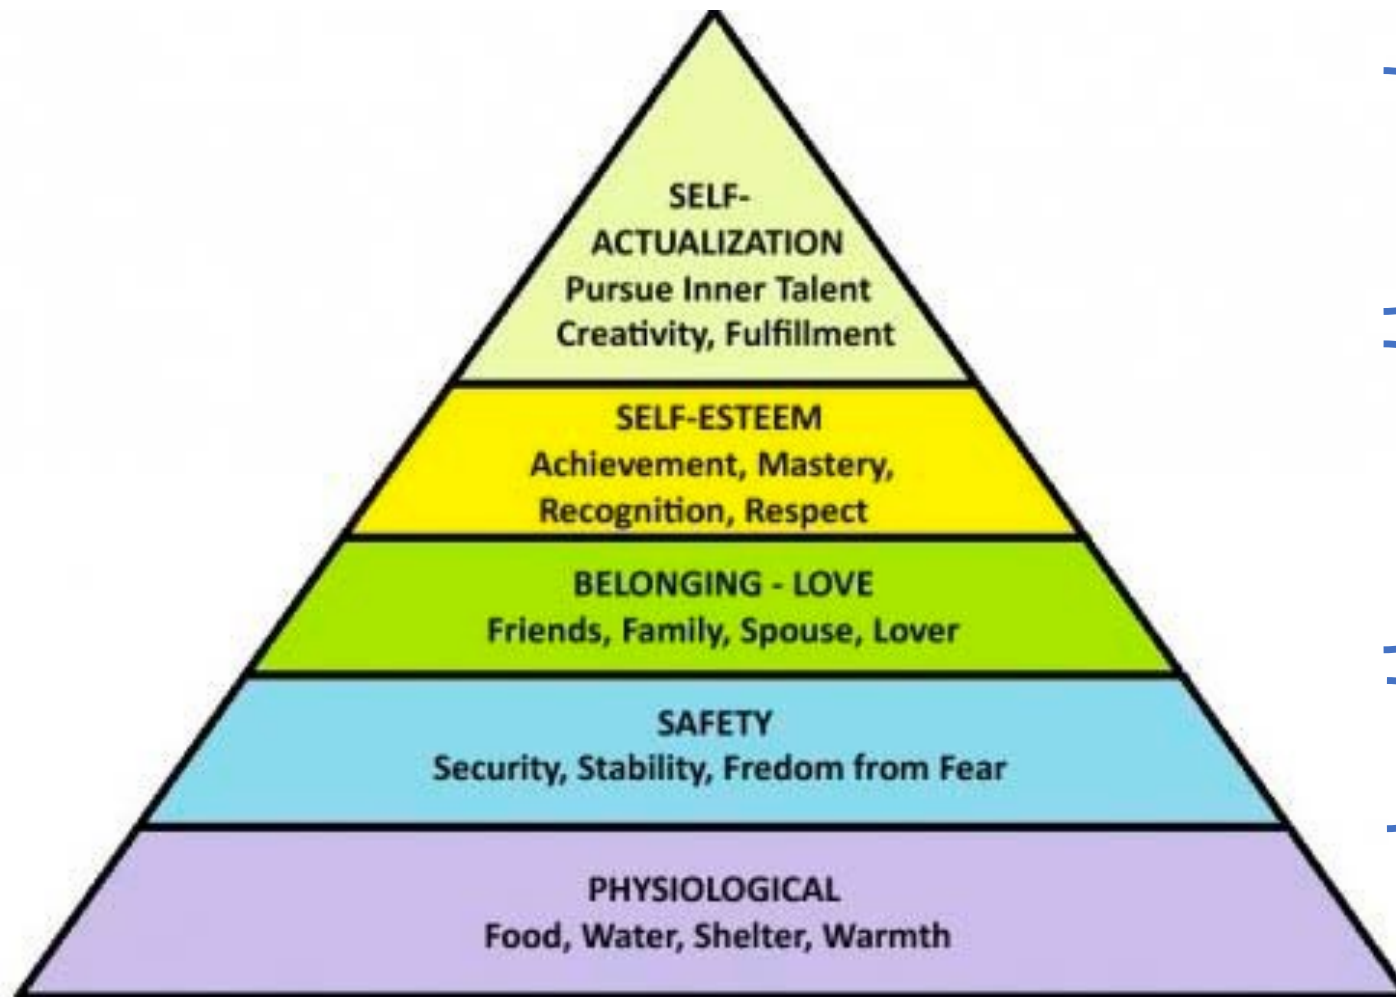 SELF-
ACTUALIZATION
Pursue Inner Talent
Creativity, Fulfillment
SELF-ESTEEM
Achievement, Mastery,
Recognition, Respect
BELONGING - LOVE
Friends, Family, Spouse, Lover
SAFETY
Security, Stability, Fredom from Fear
PHYSIOLOGICAL
Food, Water, Shelter, Warmth